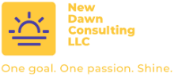 New
Dawn
Consulting
LLC
One goal. One passion. Shine.